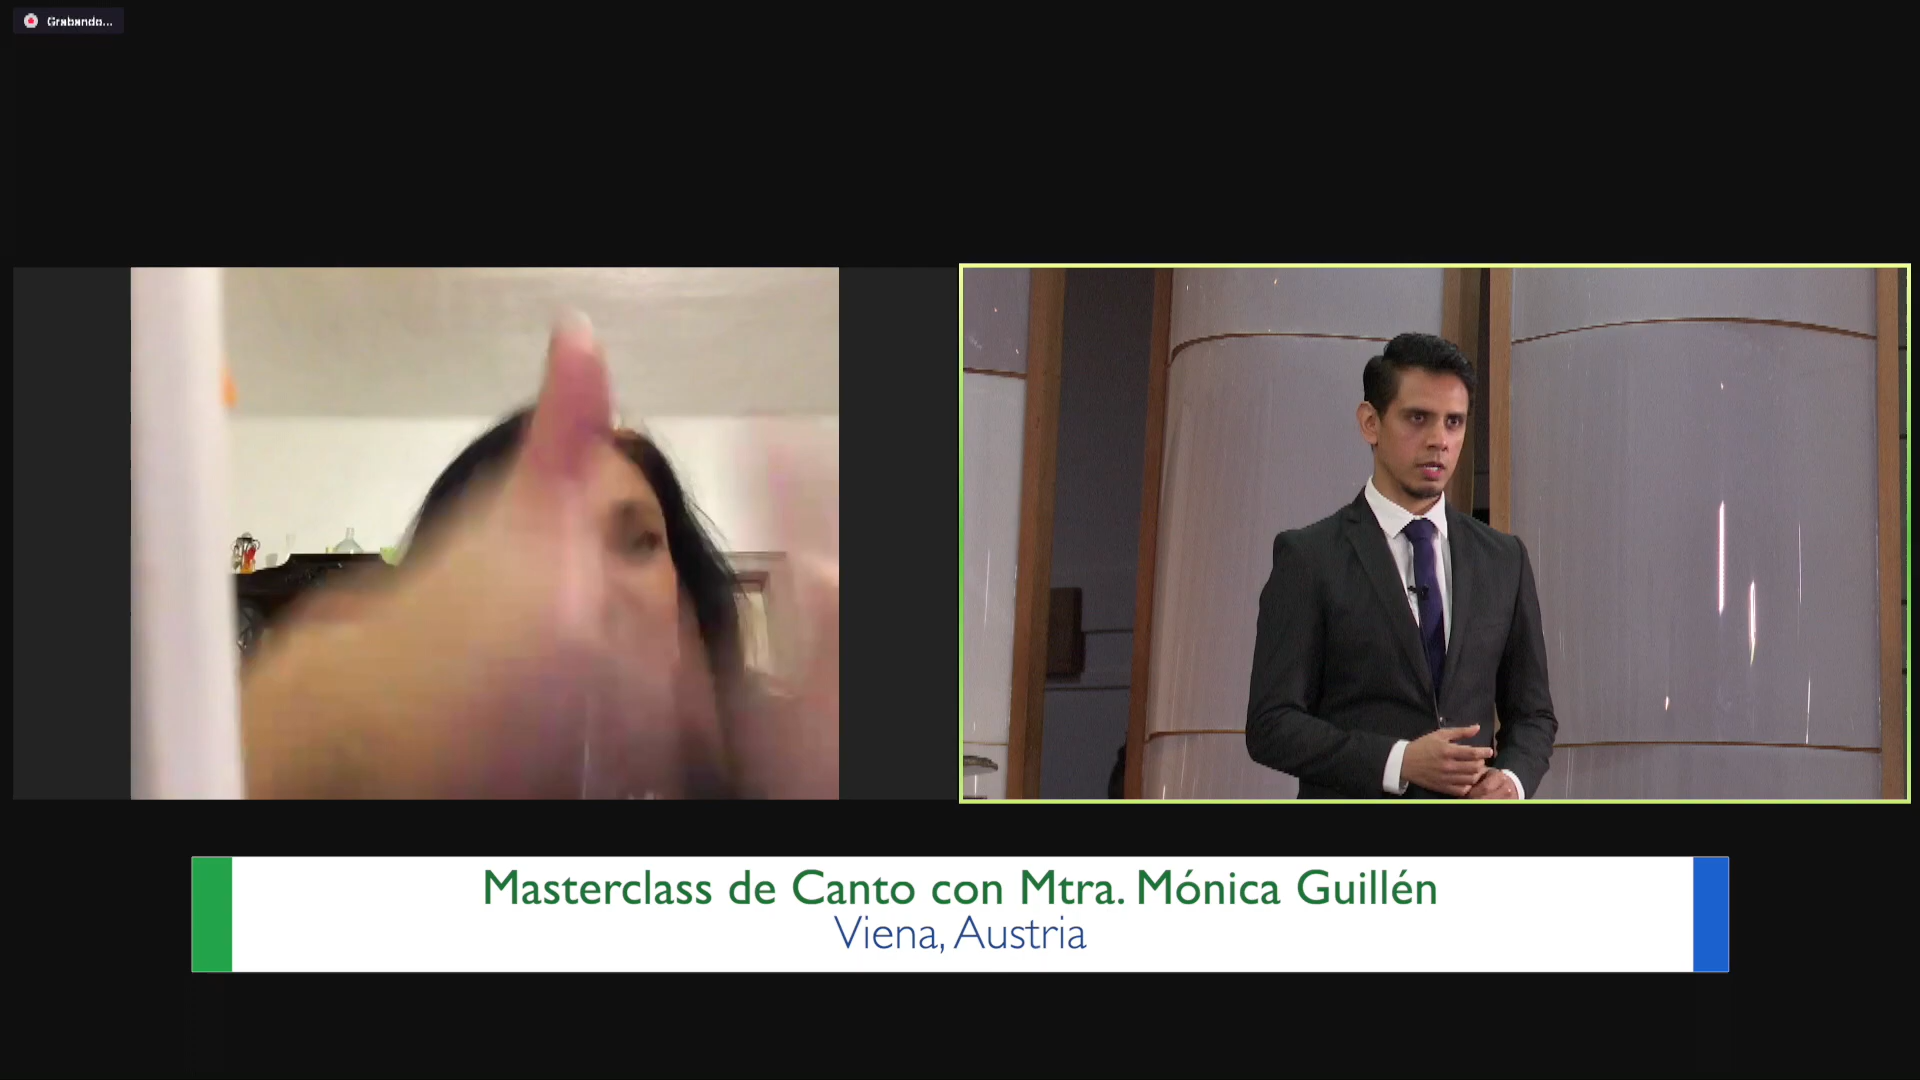 Grabando...
Masterclass de Canto con Mtra. Mónica Guillén
Viena, Austria